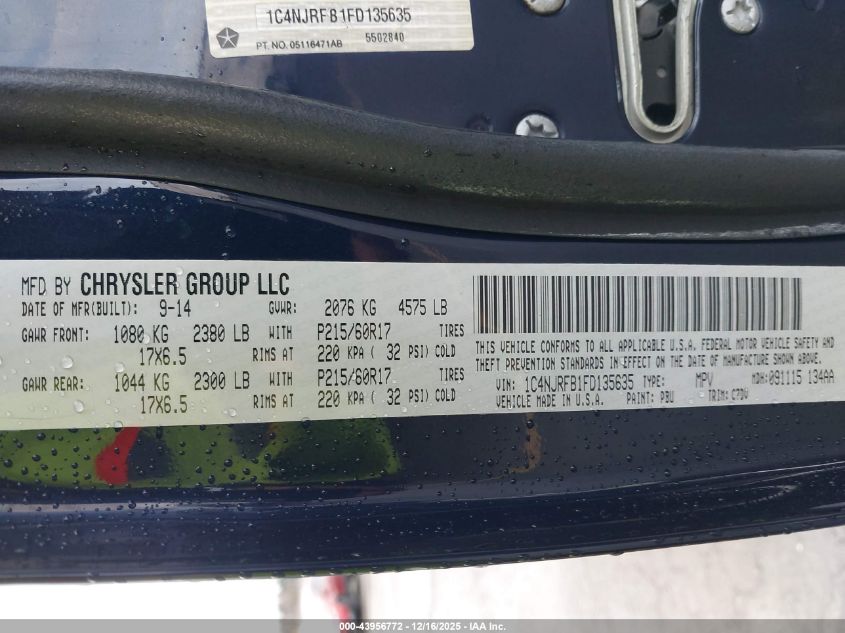 1C4NJRFB1FD135635
PT. NO. 05116471AB
5502840
MFD BY CHRYSLER GROUP LLC
DATE OF MFR(BUILT): 9-14 GVWR: 2076 KG 4575 LB
GAWR FRONT: 1080 KG 2380 LB WITH P215/60R17 TIRES
17X6.5 RIMS AT 220 KPA ( 32 PSI) COLD
GAWR REAR: 1044 KG 2300 LB WITH P215/60R17 TIRES
17X6.5 RIMS AT 220 KPA ( 32 PSI) COLD
THIS VEHICLE CONFORMS TO ALL APPLICABLE U.S.A. FEDERAL MOTOR VEHICLE SAFETY AND
THEFT PREVENTION STANDARDS IN EFFECT ON THE DATE OF MANUFACTURE SHOWN ABOVE.
VIN: 1C4NJRFB1FD135635 TYPE: MPV MDH: 091115 134AA
VEHICLE MADE IN U.S.A. PAINT: PBU TRIM: C7DV
000-43956772 - 12/16/2025 - IAA Inc.